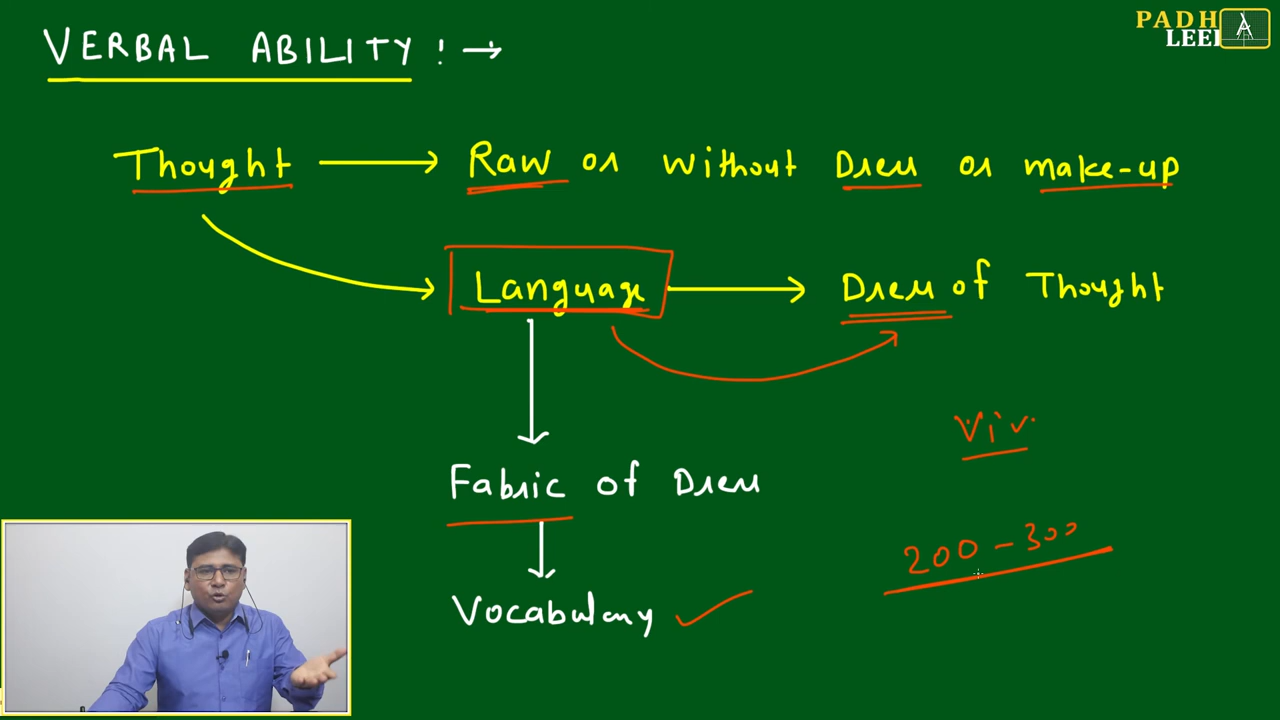 VERBAL ABILITY :→
PADH
LEEI
Thought → Raw or without Dress or make-up
Language → Dress of Thought
Viv.
Fabric of Dress
200-300
Vocabulary ✓